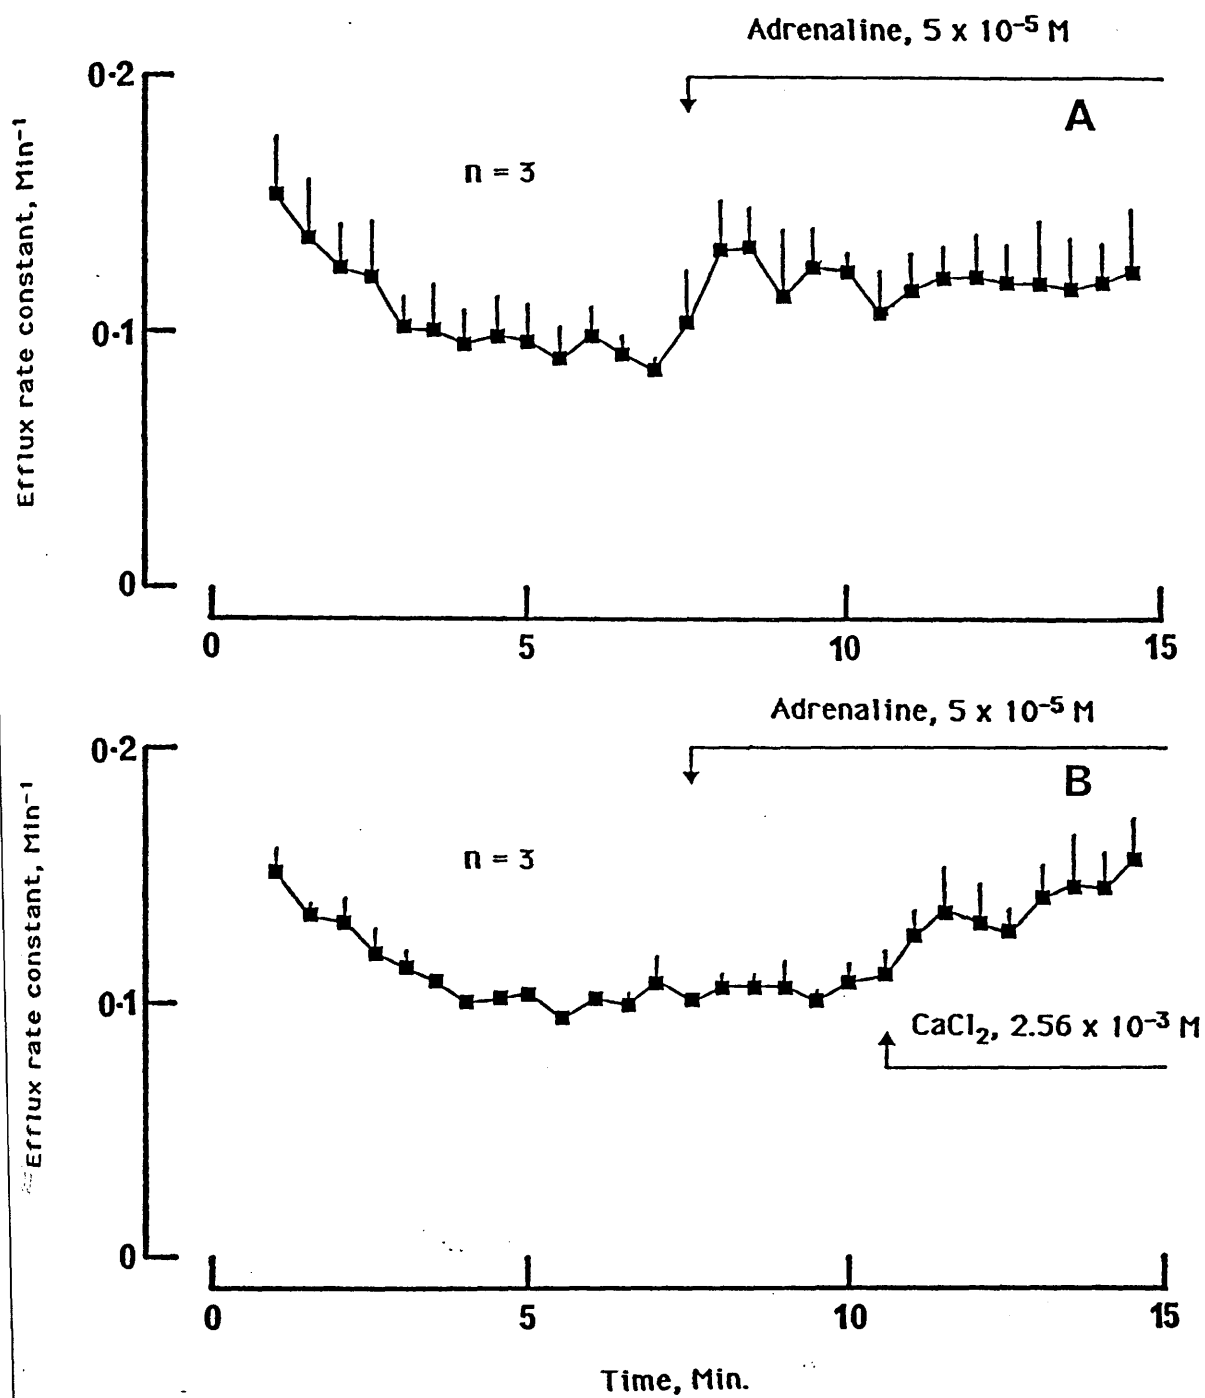 Adrenaline, 5 x 10⁻⁵ M
0·2
A
n = 3
Efflux rate constant, Min⁻¹
0·1
0
0 5 10 15
Adrenaline, 5 x 10⁻⁵ M
0·2
B
n = 3
Efflux rate constant, Min⁻¹
0·1
CaCl₂, 2.56 x 10⁻³ M
0
0 5 10 15
Time, Min.